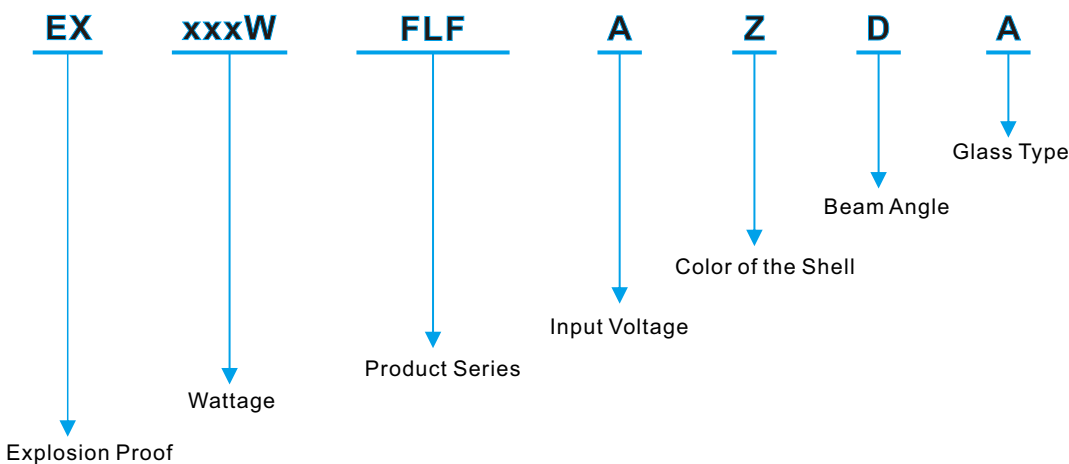 EX xxxW FLF A Z D A
Glass Type
Beam Angle
Color of the Shell
Input Voltage
Product Series
Wattage
Explosion Proof